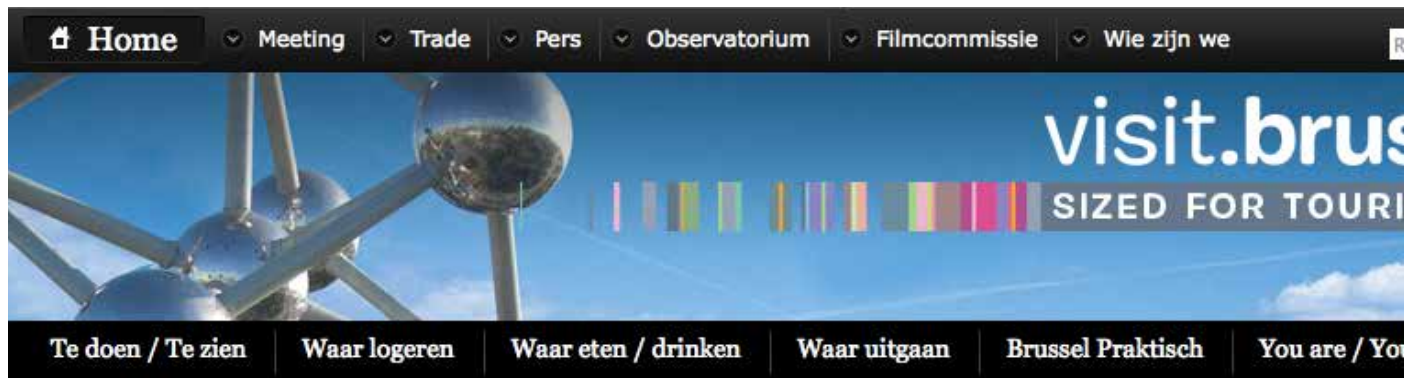 Home Meeting Trade Pers Observatorium Filmcommissie Wie zijn we
visit.brus
SIZED FOR TOURI
Te doen / Te zien Waar logeren Waar eten / drinken Waar uitgaan Brussel Praktisch You are / You